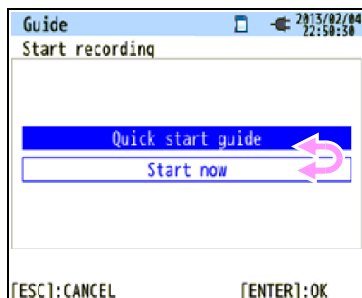 Guide 2013/02/04
22:50:30
Start recording
Quick start guide
Start now
[ESC]:CANCEL [ENTER]:OK